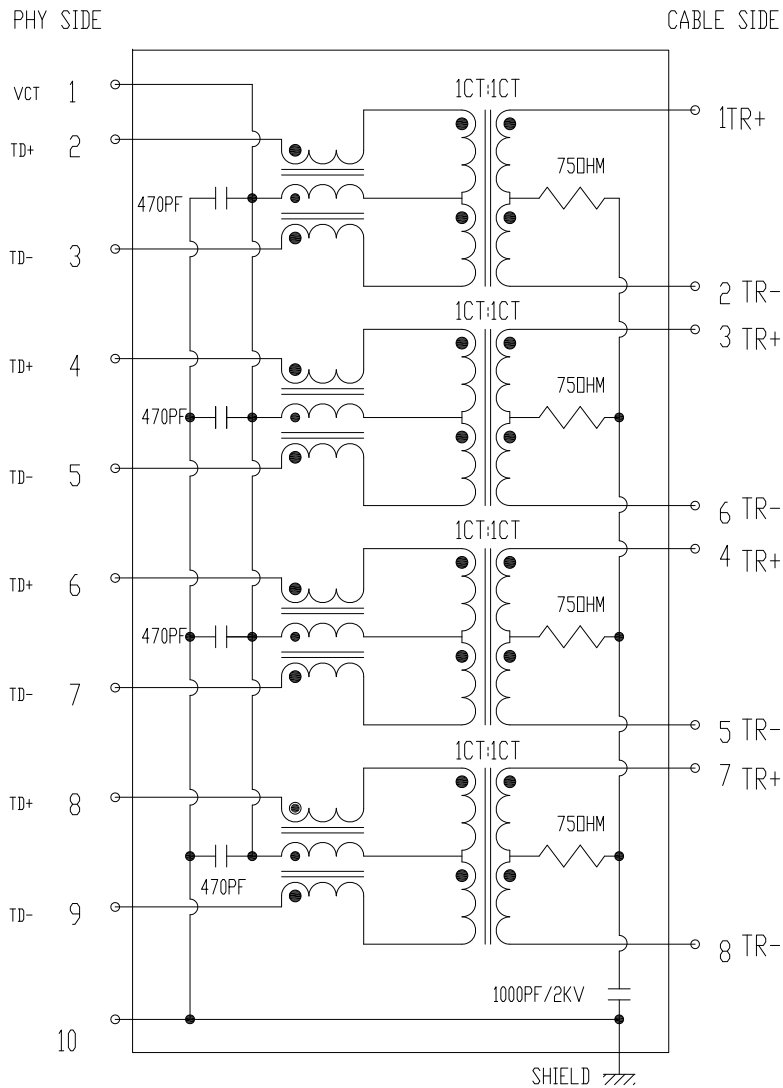 PHY SIDE CABLE SIDE
VCT 1
1CT:1CT
1TR+
TD+ 2
75OHM
470PF
TD- 3
2 TR-
1CT:1CT
3 TR+
TD+ 4
75OHM
470PF
TD- 5
6 TR-
1CT:1CT
4 TR+
TD+ 6
75OHM
470PF
TD- 7
5 TR-
1CT:1CT
7 TR+
TD+ 8
75OHM
470PF
TD- 9
8 TR-
1000PF/2KV
10
SHIELD